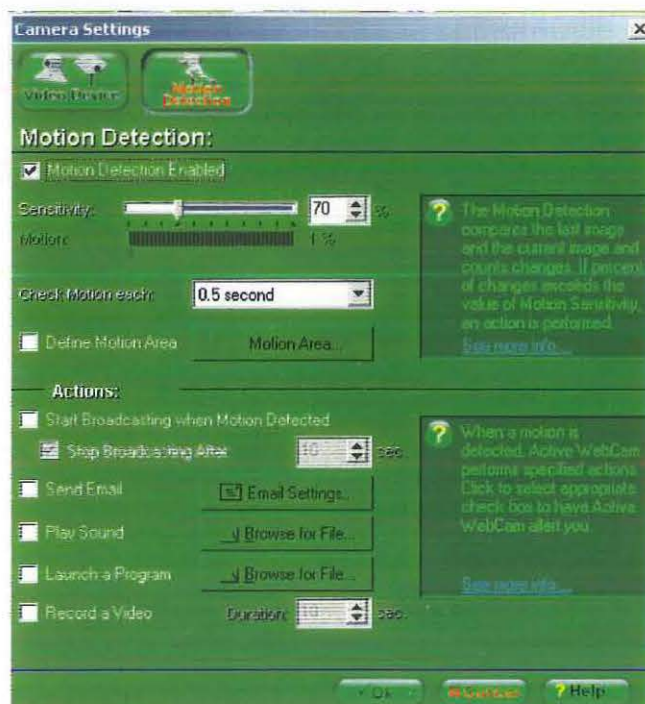 Camera Settings
Video Device
Motion Detection
Motion Detection:
Motion Detection Enabled
Sensitivity: 70 %
Motion: 1 %
The Motion Detection
compares the last image
and the current image and
counts changes. If percent
of changes exceeds the
value of Motion Sensitivity,
an action is performed.
See more info...
Check Motion each: 0.5 second
Define Motion Area Motion Area...
Actions:
Start Broadcasting when Motion Detected
Stop Broadcasting After 10 sec.
Send Email Email Settings...
Play Sound Browse for File...
Launch a Program Browse for File...
Record a Video Duration: 10 sec.
When a motion is
detected, Active WebCam
performs specified actions.
Click to select appropriate
check box to have Active
WebCam alert you.
See more info...
Ok Cancel ? Help